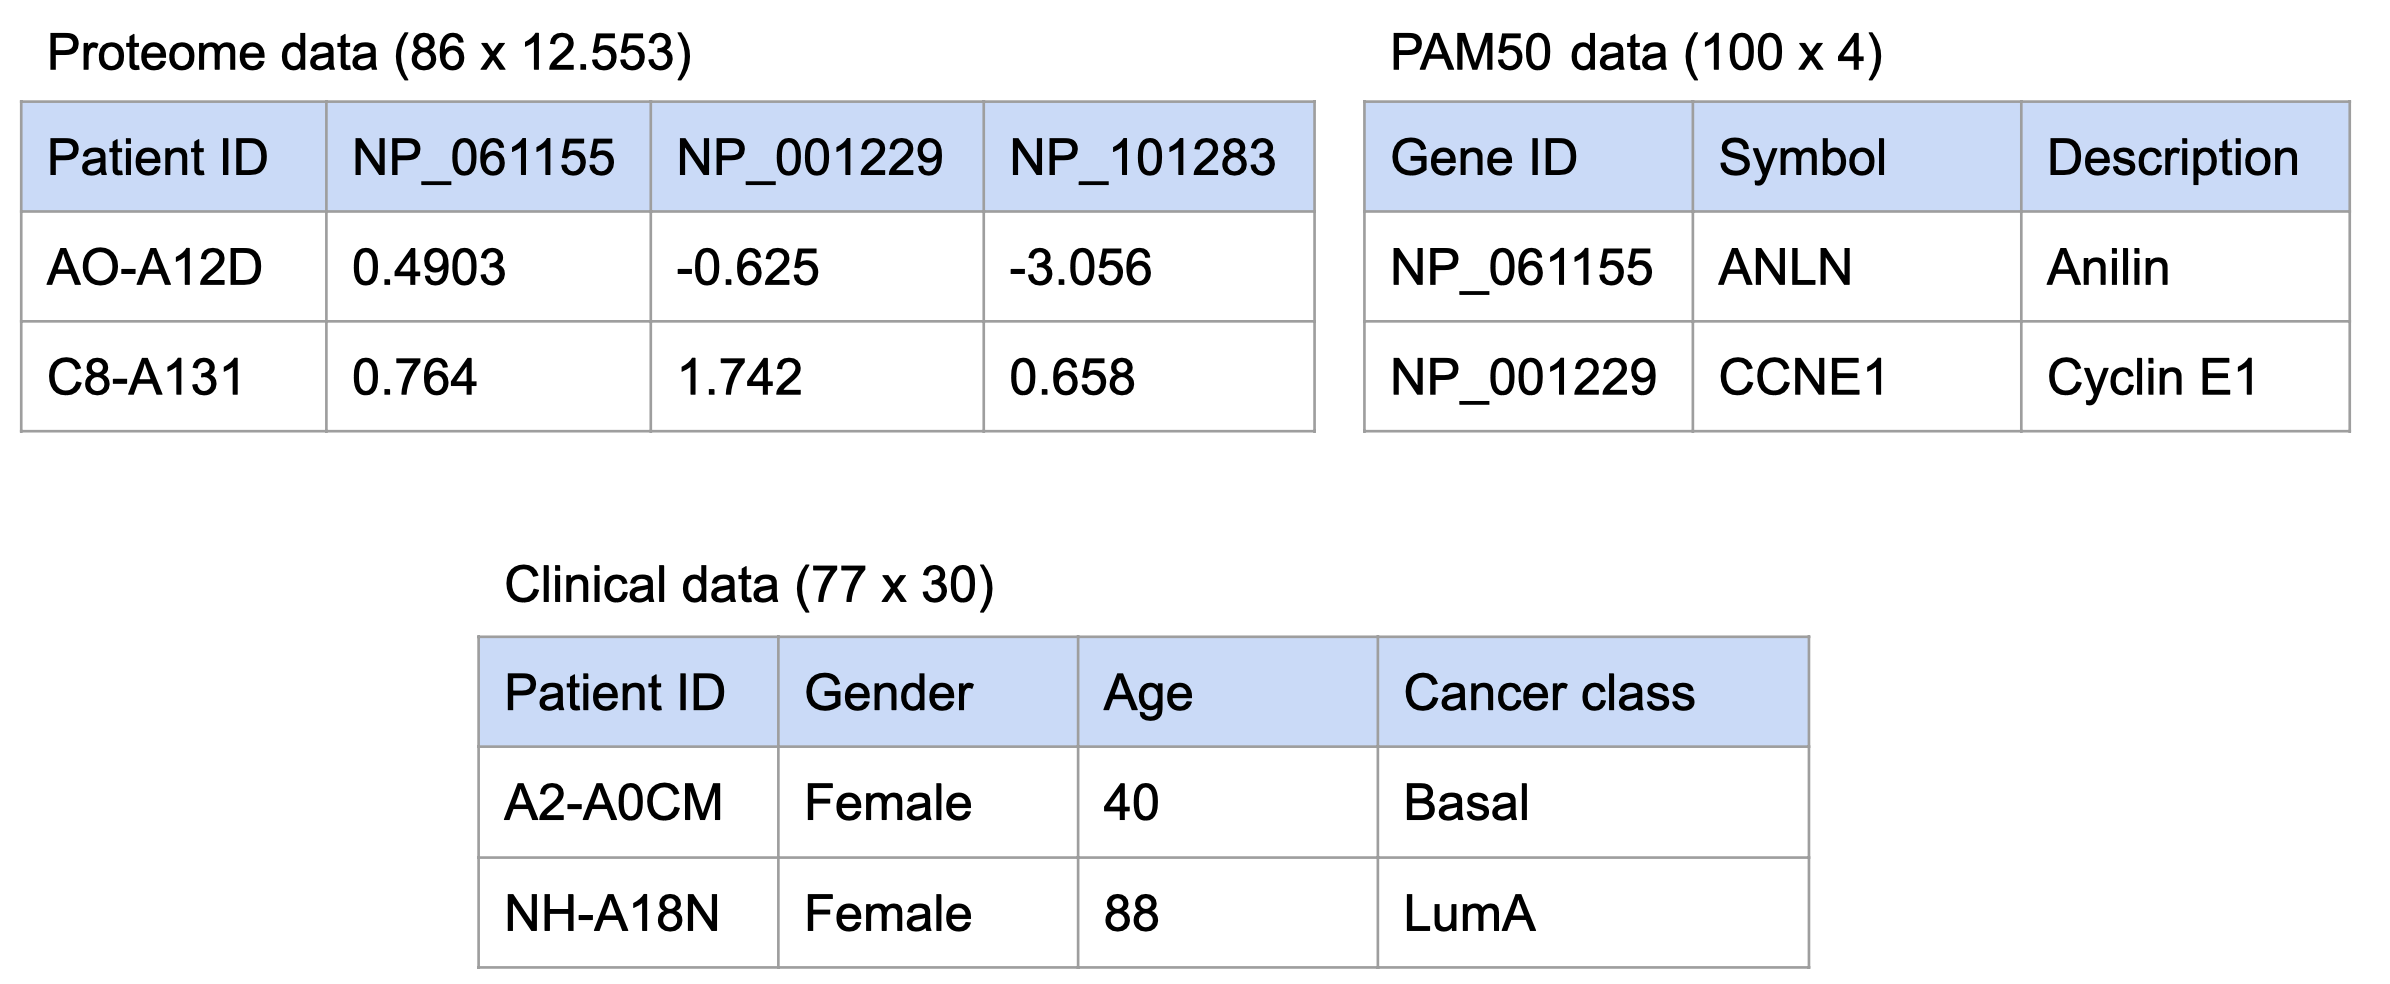 Proteome data (86 x 12.553)
Patient ID NP_061155 NP_001229 NP_101283
AO-A12D 0.4903 -0.625 -3.056
C8-A131 0.764 1.742 0.658
PAM50 data (100 x 4)
Gene ID Symbol Description
NP_061155 ANLN Anilin
NP_001229 CCNE1 Cyclin E1
Clinical data (77 x 30)
Patient ID Gender Age Cancer class
A2-A0CM Female 40 Basal
NH-A18N Female 88 LumA